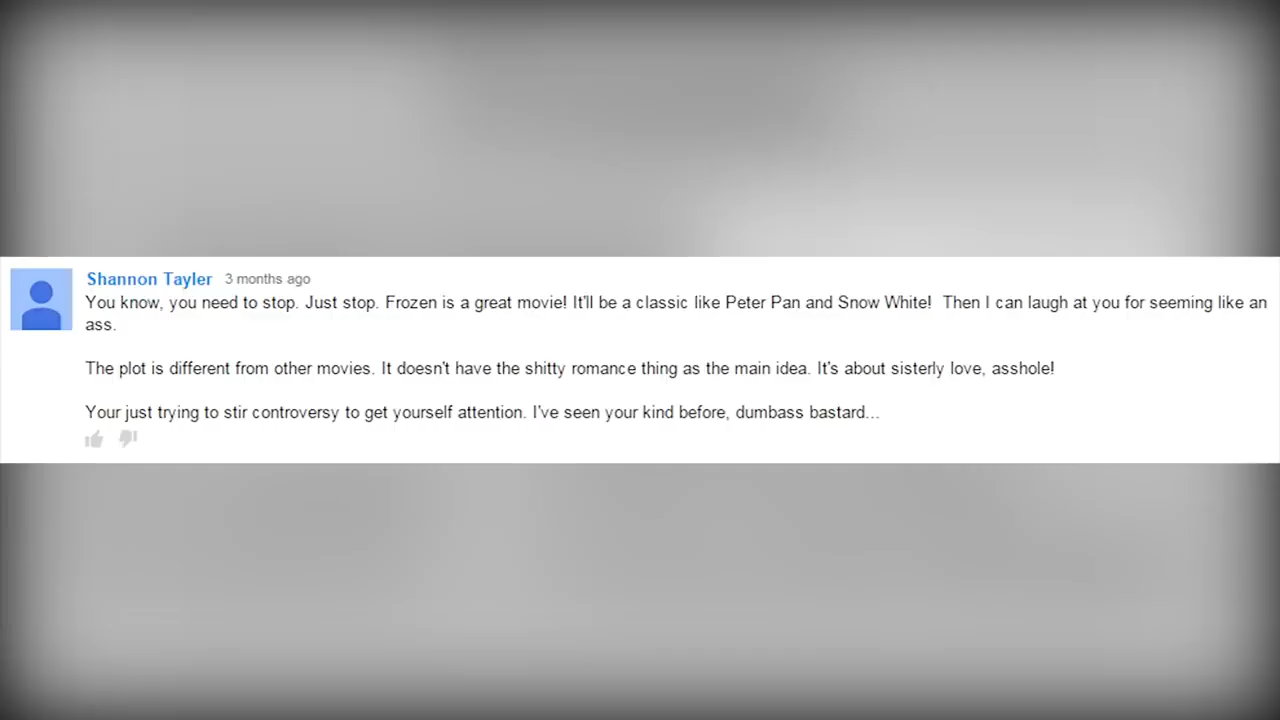 Shannon Tayler 3 months ago
You know, you need to stop. Just stop. Frozen is a great movie! It'll be a classic like Peter Pan and Snow White!  Then I can laugh at you for seeming like an
ass.
The plot is different from other movies. It doesn't have the shitty romance thing as the main idea. It's about sisterly love, asshole!
Your just trying to stir controversy to get yourself attention. I've seen your kind before, dumbass bastard...